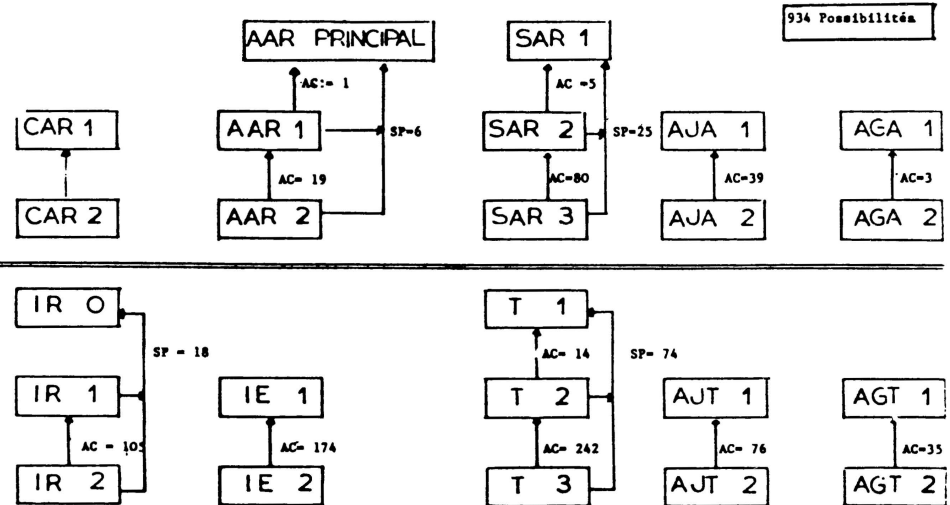 934 Possibilités
AAR PRINCIPAL
SAR 1
AC:= 1
AC =5
CAR 1
AAR 1
SP=6
SAR 2
SP=25
AJA 1
AGA 1
AC= 19
AC=80
AC=39
AC=3
CAR 2
AAR 2
SAR 3
AJA 2
AGA 2
IR O
T 1
SP = 18
AC= 14
SP= 74
IR 1
IE 1
T 2
AJT 1
AGT 1
AC = 105
AC= 174
AC= 242
AC= 76
AC=35
IR 2
IE 2
T 3
AJT 2
AGT 2